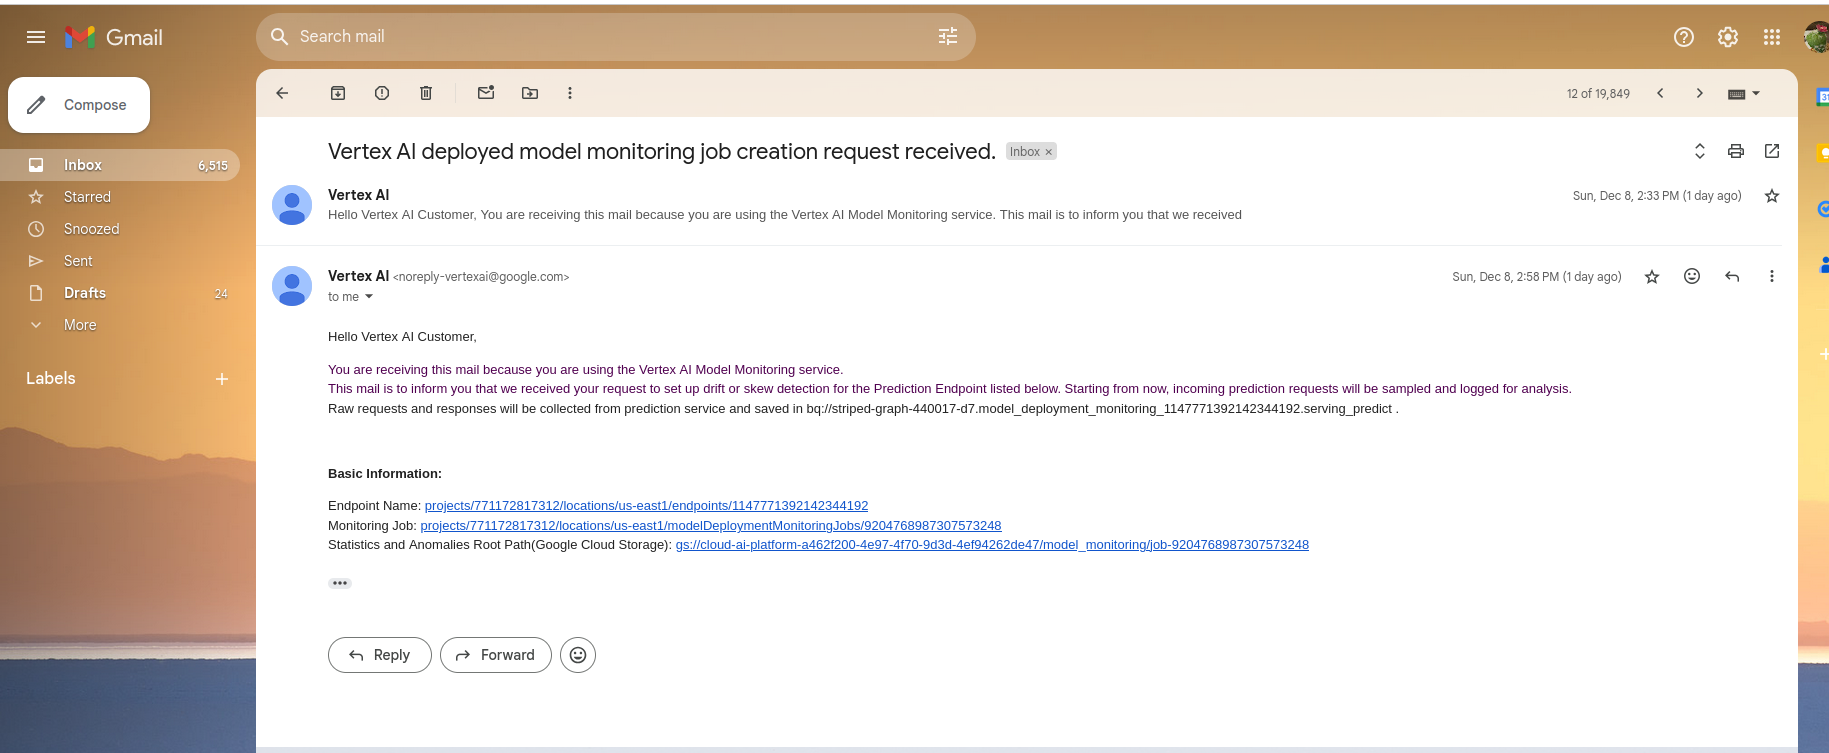 Gmail
Search mail
Compose
Inbox 6,515
Starred
Snoozed
Sent
Drafts 24
More
Labels
12 of 19,849
Vertex AI deployed model monitoring job creation request received. Inbox ×
Vertex AI Sun, Dec 8, 2:33 PM (1 day ago)
Hello Vertex AI Customer, You are receiving this mail because you are using the Vertex AI Model Monitoring service. This mail is to inform you that we received
Vertex AI <noreply-vertexai@google.com> Sun, Dec 8, 2:58 PM (1 day ago)
to me
Hello Vertex AI Customer,
You are receiving this mail because you are using the Vertex AI Model Monitoring service.
This mail is to inform you that we received your request to set up drift or skew detection for the Prediction Endpoint listed below. Starting from now, incoming prediction requests will be sampled and logged for analysis.
Raw requests and responses will be collected from prediction service and saved in bq://striped-graph-440017-d7.model_deployment_monitoring_1147771392142344192.serving_predict .
Basic Information:
Endpoint Name: projects/771172817312/locations/us-east1/endpoints/1147771392142344192
Monitoring Job: projects/771172817312/locations/us-east1/modelDeploymentMonitoringJobs/9204768987307573248
Statistics and Anomalies Root Path(Google Cloud Storage): gs://cloud-ai-platform-a462f200-4e97-4f70-9d3d-4ef94262de47/model_monitoring/job-9204768987307573248
Reply
Forward
31